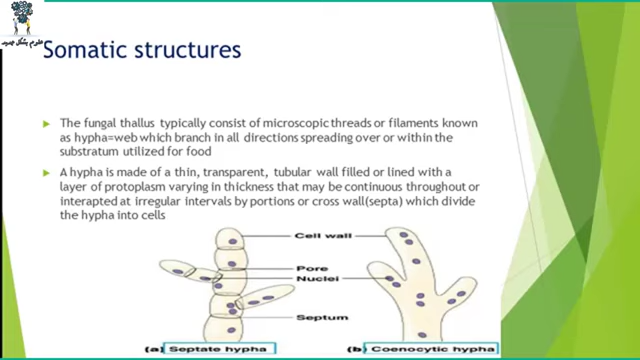 علوم بشكل جديد
Somatic structures
The fungal thallus typically consist of microscopic threads or filaments known
as hypha=web which branch in all directions spreading over or within the
substratum utilized for food
A hypha is made of a thin, transparent, tubular wall filled or lined with a
layer of protoplasm varying in thickness that may be continuous throughout or
interapted at irregular intervals by portions or cross wall(septa) which divide
the hypha into cells
Cell wall
Pore
Nuclei
Septum
(a) Septate hypha
(b) Coenocytic hypha